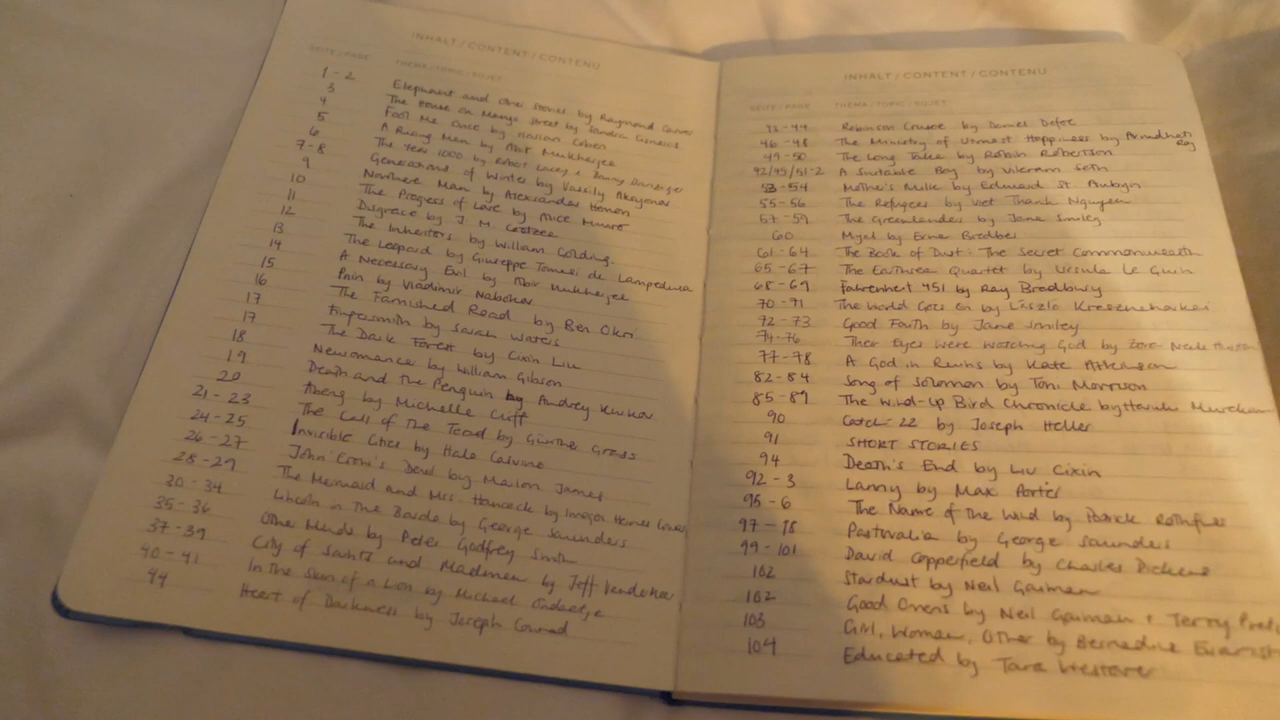 INHALT / CONTENT / CONTENU
SEITE / PAGE THEMA / TOPIC / SUJET
1 - 2 Elephant and other stories by Raymond Carver
3 The House on Mango Street by Sandra Cisneros
4 Fool Me Once by Harlan Coben
5 A Rising Man by Abir Mukherjee
6 The Year 1000 by Robert Lacey + Danny Danziger
7-8 Generations of Winter by Vassily Aksyonov
9 Nowhere Man by Aleksandar Hemon
10 The Progress of Love by Alice Munro
11 Disgrace by J. M. Coetzee
12 The Inheritors by William Golding.
13 The Leopard by Giuseppe Tomasi di Lampedusa
14 A Necessary Evil by Abir Mukherjee
15 Pnin by Vladimir Nabokov
16 The Famished Road by Ben Okri
17 Fingersmith by Sarah Waters
17 The Dark Forest by Cixin Liu
18 Neuromance by William Gibson
19 Death and the Penguin by Andrey Kurkov
20 Abeng by Michelle Cliff
21 - 23 The Call of the Toad by Günther Grass
24 - 25 Invisible Cities by Italo Calvino
26 - 27 John Crow's Devil by Marlon James
28 - 29 The Mermaid and Mrs Hancock by Imogen Hermes Gowar
30 - 34 Lincoln in the Bardo by George Saunders
35 - 36 Other Minds by Peter Godfrey Smith
37 - 39 City of Saints and Madmen by Jeff Vandermeer
40 - 41 In the Skin of a Lion by Michael Ondaatje
44 Heart of Darkness by Joseph Conrad
INHALT / CONTENT / CONTENU
SEITE / PAGE THEMA / TOPIC / SUJET
43 - 44 Robinson Crusoe by Daniel Defoe
46 - 48 The Ministry of Utmost Happiness by Arundhati Roy
49 - 50 The Long Take by Robin Robertson
42/45/51-2 A Suitable Boy by Vikram Seth
53 - 54 Mother's Milk by Edward St. Aubyn
55 - 56 The Refugees by Viet Thanh Nguyen
57 - 59 The Greenlanders by Jane Smiley
60 Myal by Erna Brodber
61 - 64 The Book of Dust: The Secret Commonwealth
65 - 67 The Earthsea Quartet by Ursula Le Guin
68 - 69 Fahrenheit 451 by Ray Bradbury
70 - 71 The World Goes On by László Krasznahorkai
72 - 73 Good Faith by Jane Smiley
74 - 76 Their Eyes Were Watching God by Zora-Neale Hurston
77 - 78 A God in Ruins by Kate Atkinson
82 - 84 Song of Solomon by Toni Morrison
85 - 89 The Wind-Up Bird Chronicle by Haruki Murakami
90 Catch-22 by Joseph Heller
91 SHORT STORIES
94 Death's End by Liu Cixin
92 - 3 Lanny by Max Porter
95 - 6 The Name of the Wind by Patrick Rothfuss
97 - 98 Pastoralia by George Saunders
99 - 101 David Copperfield by Charles Dickens
102 Stardust by Neil Gaiman
102 Good Omens by Neil Gaiman + Terry
103 Girl, Woman, Other by Bernadine Evarist
104 Educated by Tara Westover